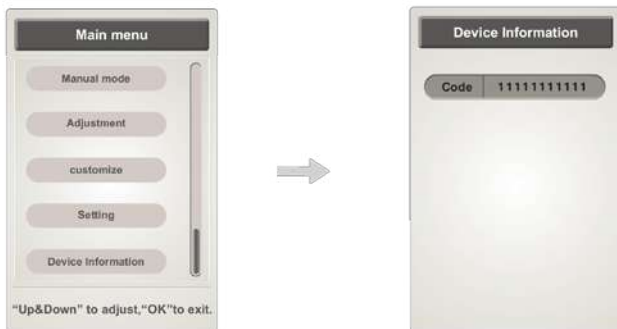 Main menu
Manual mode
Adjustment
customize
Setting
Device Information
“Up&Down” to adjust,“OK”to exit.
Device Information
Code 11111111111